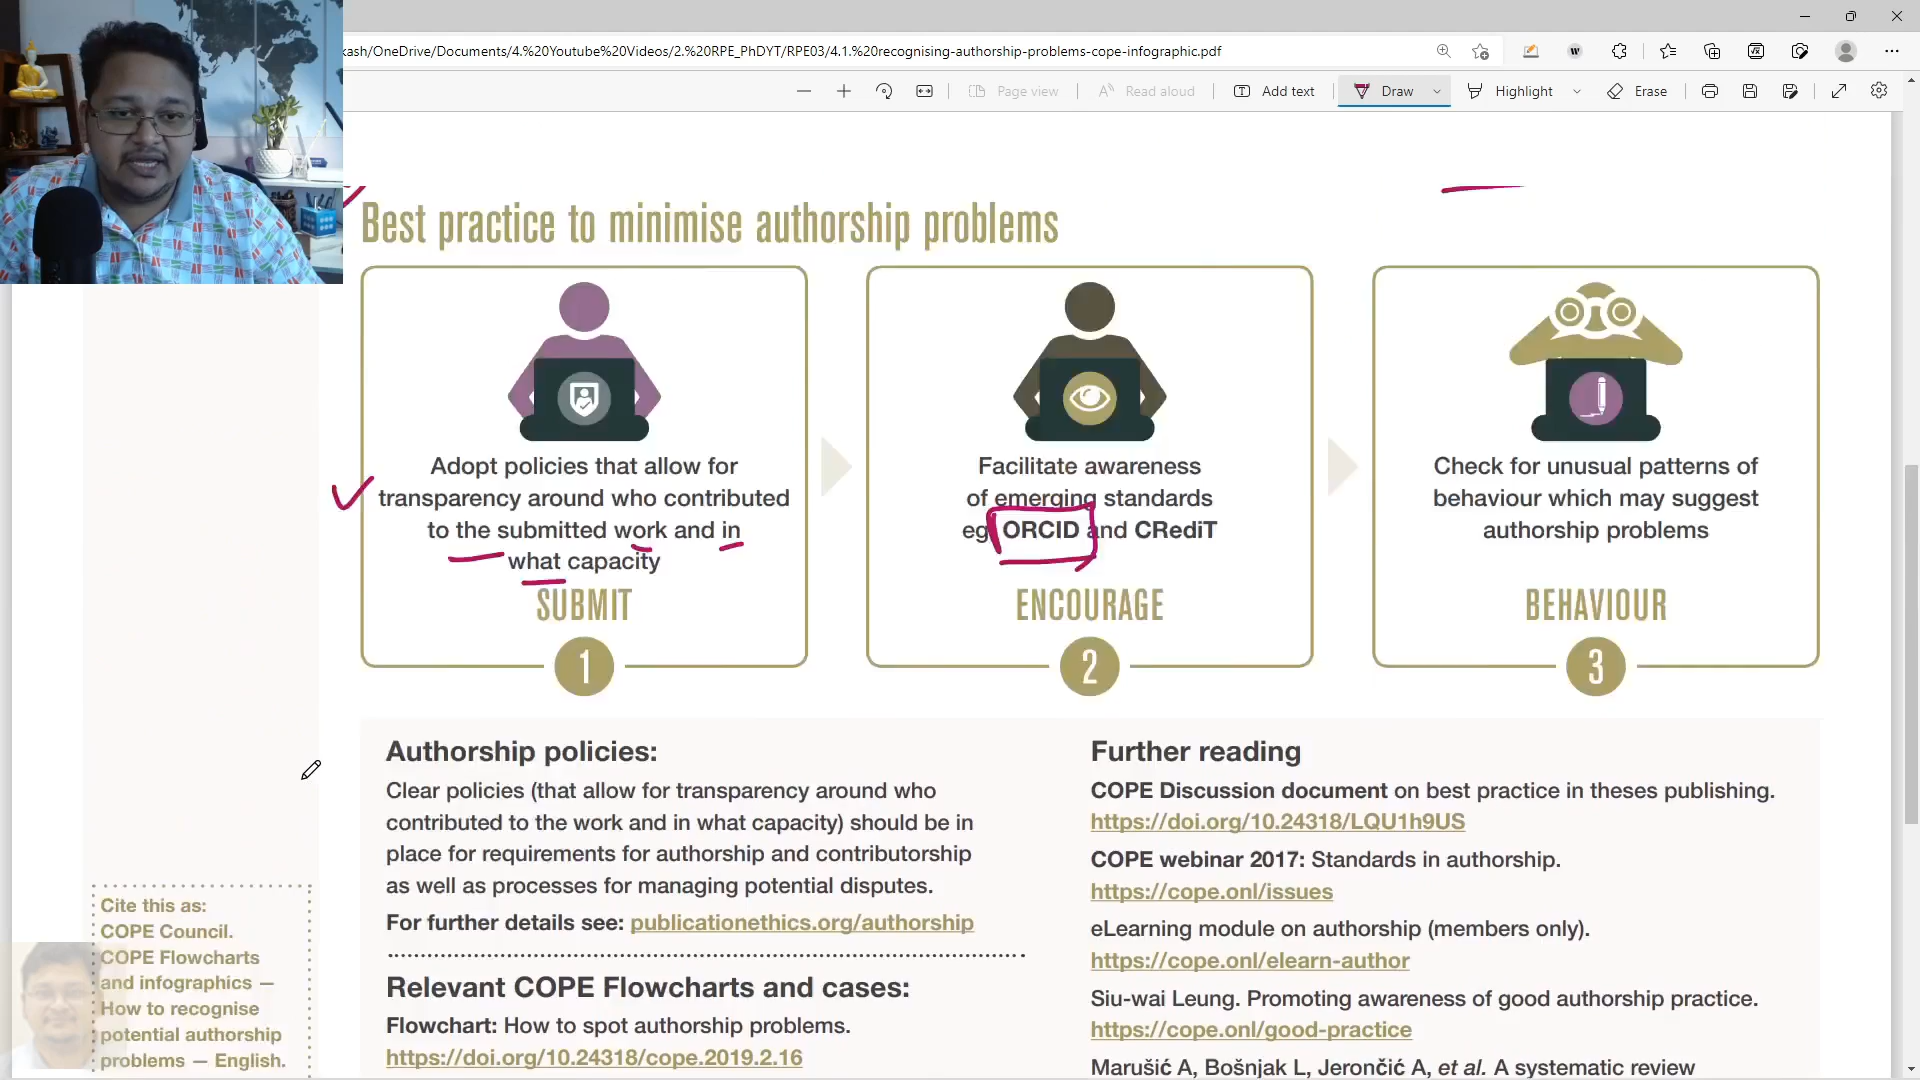 kash/OneDrive/Documents/4.%20Youtube%20Videos/2.%20RPE_PhDYT/RPE03/4.1.%20recognising-authorship-problems-cope-infographic.pdf
Page view
Read aloud
Add text
Draw
Highlight
Erase
Best practice to minimise authorship problems
Adopt policies that allow for
transparency around who contributed
to the submitted work and in
what capacity
SUBMIT
1
Facilitate awareness
of emerging standards
eg ORCID and CRediT
ENCOURAGE
2
Check for unusual patterns of
behaviour which may suggest
authorship problems
BEHAVIOUR
3
Authorship policies:
Clear policies (that allow for transparency around who
contributed to the work and in what capacity) should be in
place for requirements for authorship and contributorship
as well as processes for managing potential disputes.
For further details see: publicationethics.org/authorship
Relevant COPE Flowcharts and cases:
Flowchart: How to spot authorship problems.
https://doi.org/10.24318/cope.2019.2.16
Further reading
COPE Discussion document on best practice in theses publishing.
https://doi.org/10.24318/LQU1h9US
COPE webinar 2017: Standards in authorship.
https://cope.onl/issues
eLearning module on authorship (members only).
https://cope.onl/elearn-author
Siu-wai Leung. Promoting awareness of good authorship practice.
https://cope.onl/good-practice
Marušić A, Bošnjak L, Jerončić A, et al. A systematic review
Cite this as:
COPE Council.
COPE Flowcharts
and infographics —
How to recognise
potential authorship
problems — English.